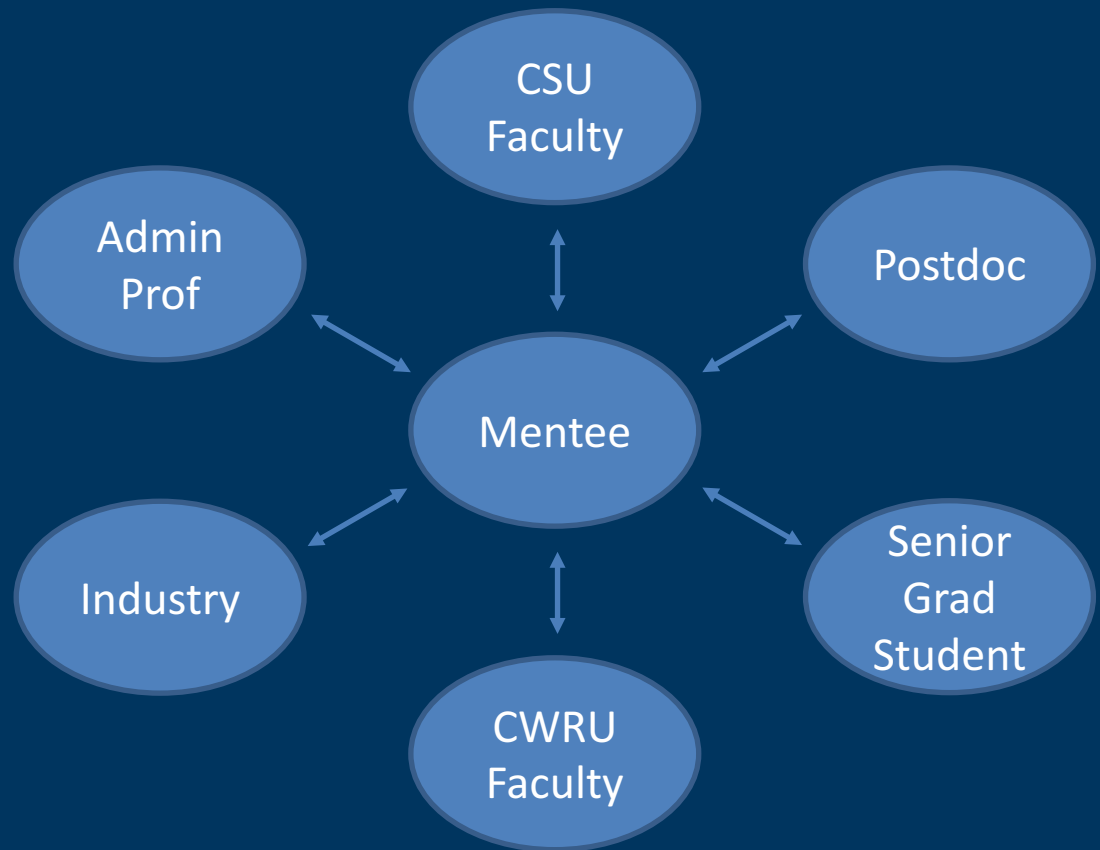 CSU
Faculty
Admin
Prof
Postdoc
Mentee
Industry
Senior
Grad
Student
CWRU
Faculty